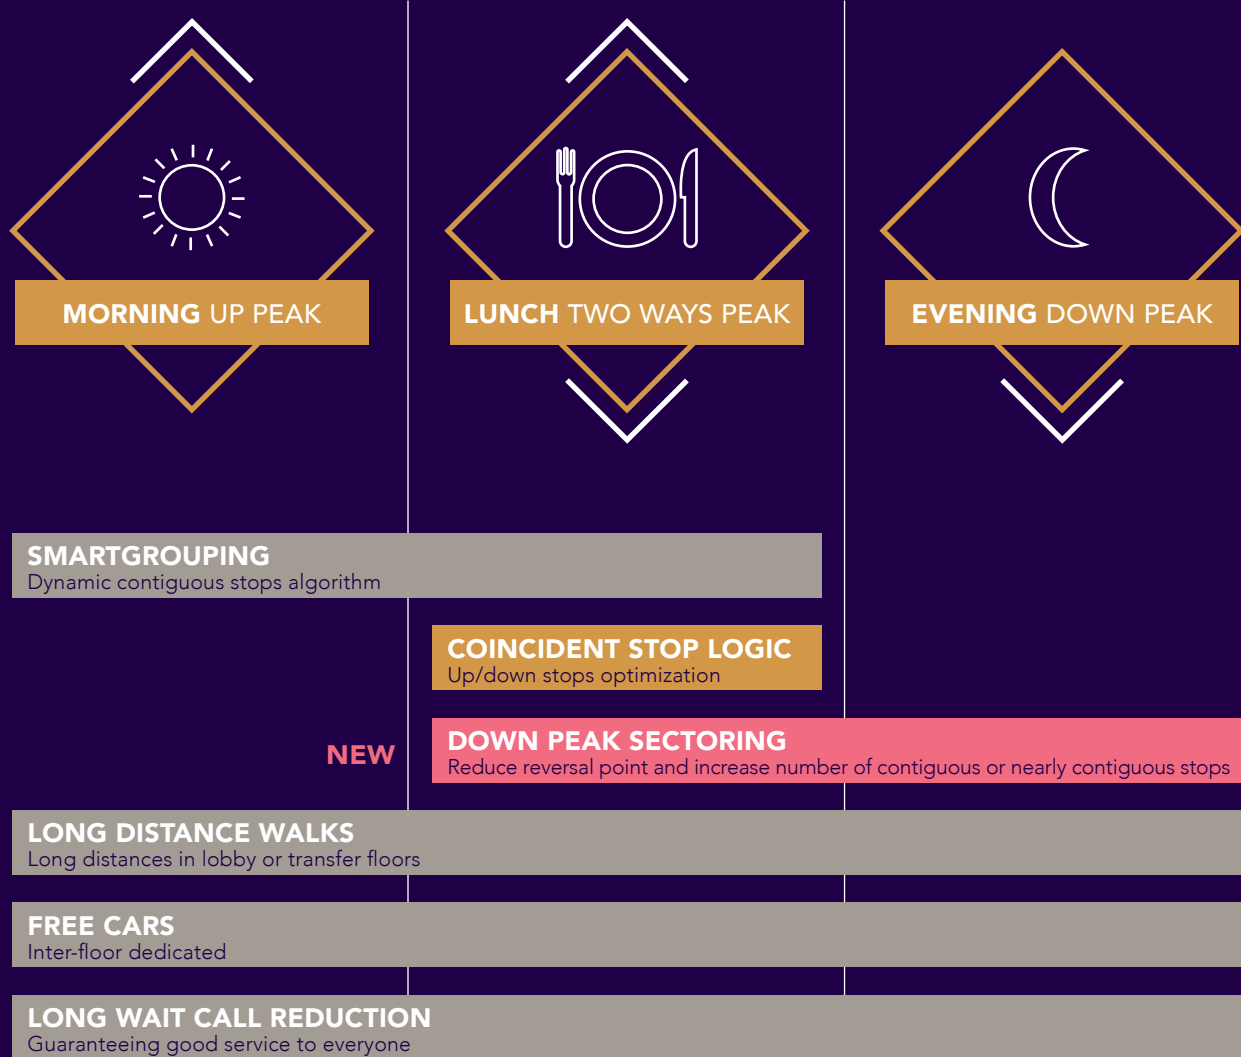 MORNING UP PEAK
LUNCH TWO WAYS PEAK
EVENING DOWN PEAK
SMARTGROUPING
Dynamic contiguous stops algorithm
COINCIDENT STOP LOGIC
Up/down stops optimization
NEW
DOWN PEAK SECTORING
Reduce reversal point and increase number of contiguous or nearly contiguous stops
LONG DISTANCE WALKS
Long distances in lobby or transfer floors
FREE CARS
Inter-floor dedicated
LONG WAIT CALL REDUCTION
Guaranteeing good service to everyone